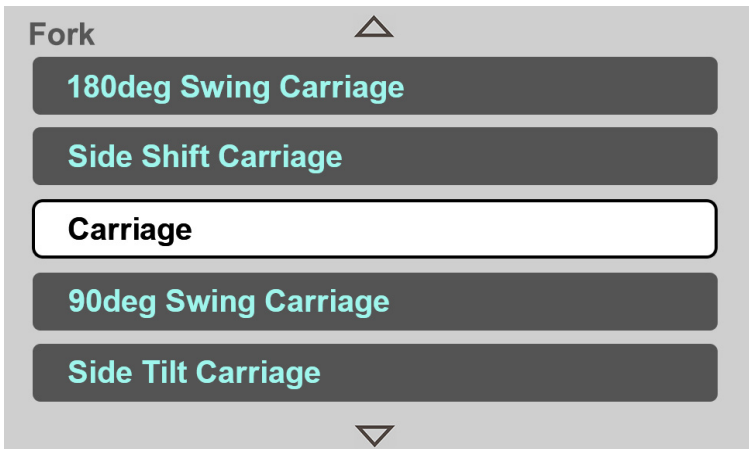 Fork
180deg Swing Carriage
Side Shift Carriage
Carriage
90deg Swing Carriage
Side Tilt Carriage